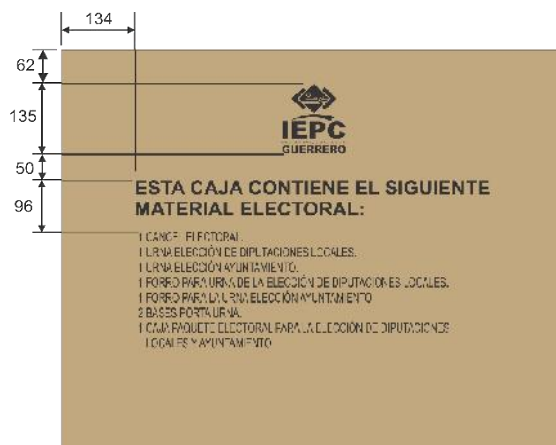 134
62
135
50
96
IEPC
GUERRERO
ESTA CAJA CONTIENE EL SIGUIENTE
MATERIAL ELECTORAL:
1 CANCEL ELECTORAL.
1 URNA ELECCIÓN DE DIPUTACIONES LOCALES.
1 URNA ELECCIÓN AYUNTAMIENTO.
1 FORRO PARA URNA DE LA ELECCIÓN DE DIPUTACIONES LOCALES.
1 FORRO PARA LA URNA ELECCIÓN AYUNTAMIENTO
2 BASES PORTA URNA.
1 CAJA PAQUETE ELECTORAL PARA LA ELECCIÓN DE DIPUTACIONES
LOCALES Y AYUNTAMIENTO